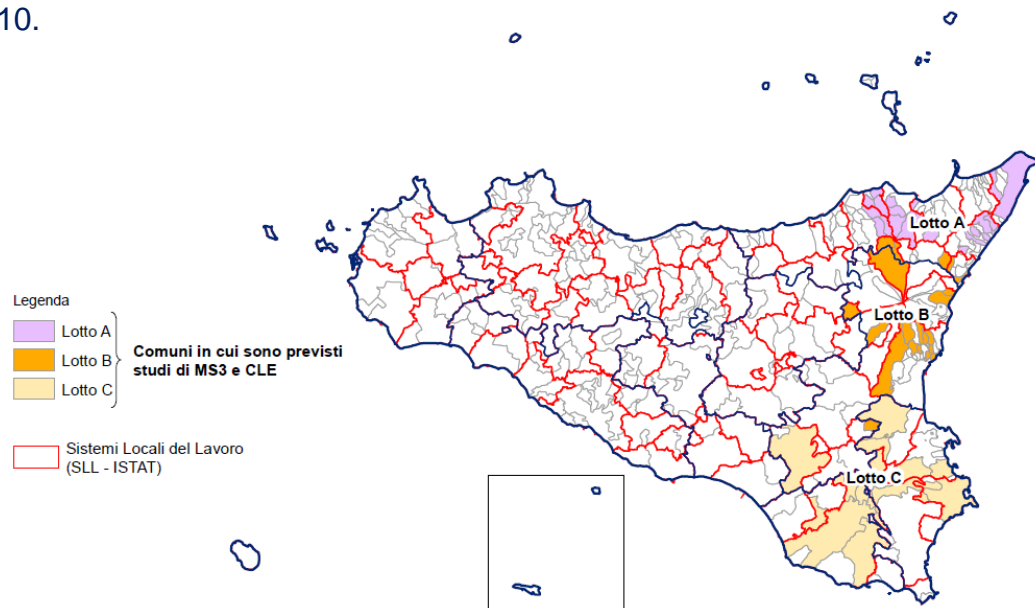 10.
Lotto A
Lotto B
Legenda
Lotto A
Lotto B
Lotto C
Comuni in cui sono previsti
studi di MS3 e CLE
Sistemi Locali del Lavoro
(SLL - ISTAT)
Lotto C